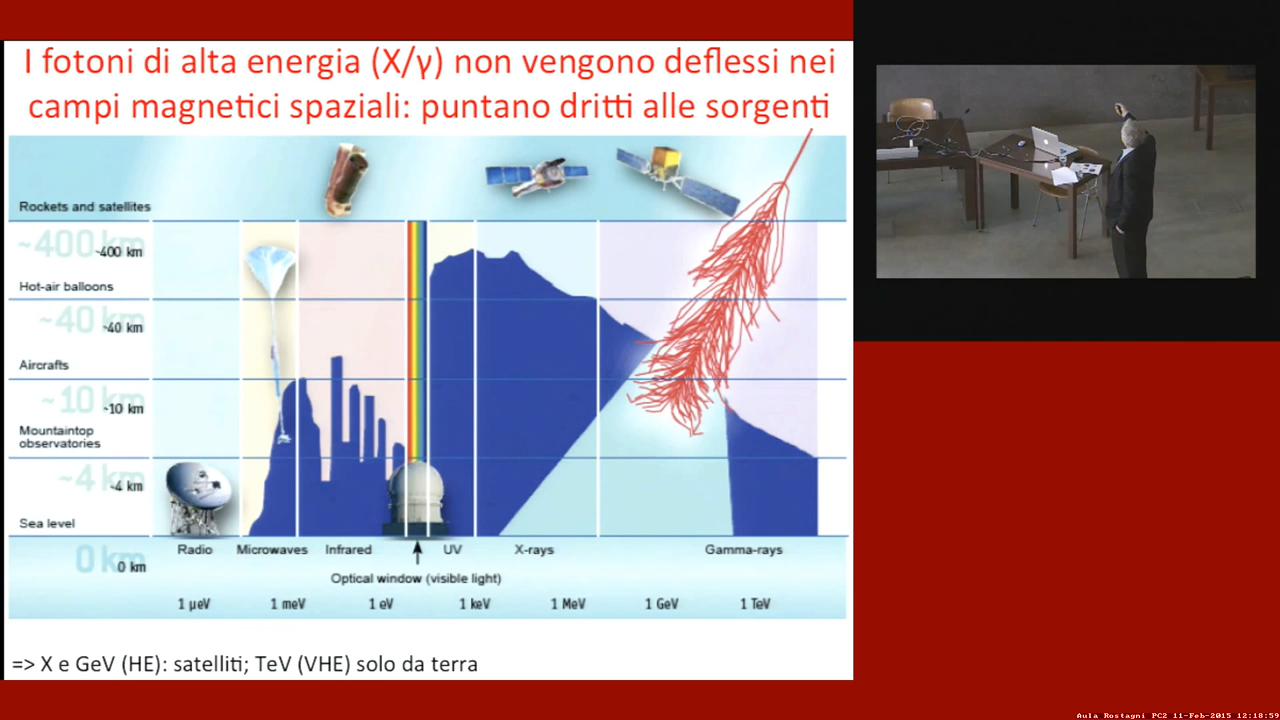 I fotoni di alta energia (X/γ) non vengono deflessi nei
campi magnetici spaziali: puntano dritti alle sorgenti
Rockets and satellites
~400 km
~400 km
Hot-air balloons
~40 km
~40 km
Aircrafts
~10 km
~10 km
Mountaintop
observatories
~4 km
~4 km
Sea level
0 km
0 km
Radio Microwaves Infrared UV X-rays Gamma-rays
Optical window (visible light)
1 μeV 1 meV 1 eV 1 keV 1 MeV 1 GeV 1 TeV
=> X e GeV (HE): satelliti; TeV (VHE) solo da terra
Aula Rostagni PC2 11-Feb-2015 12:18:59